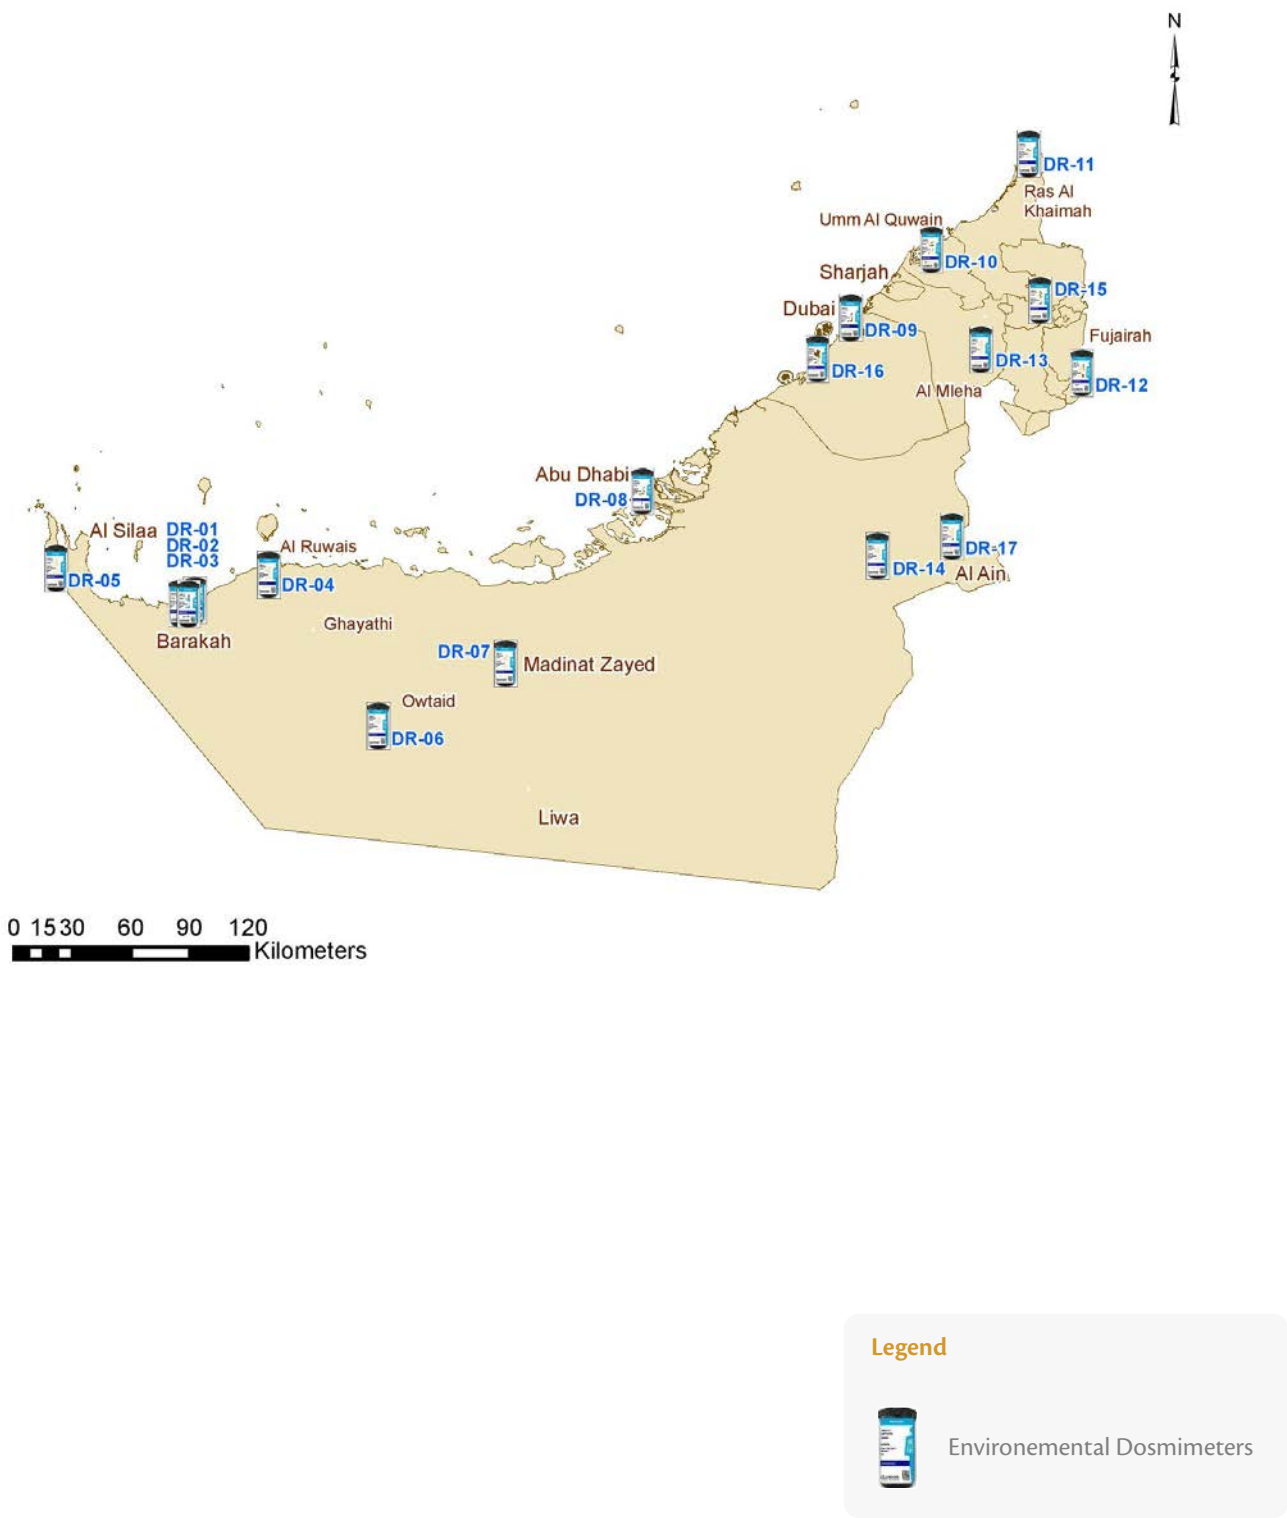 N
DR-11
Ras Al
Khaimah
Umm Al Quwain
DR-10
Sharjah
DR-15
Dubai
DR-09
Fujairah
DR-13
DR-16
DR-12
Al Mleha
Abu Dhabi
DR-08
Al Silaa
DR-01
DR-02
DR-03
Al Ruwais
DR-17
DR-14
Al Ain
DR-05
DR-04
Ghayathi
Barakah
DR-07
Madinat Zayed
Owtaid
DR-06
Liwa
0 15 30 60 90 120
Kilometers
Legend
Environemental Dosmimeters